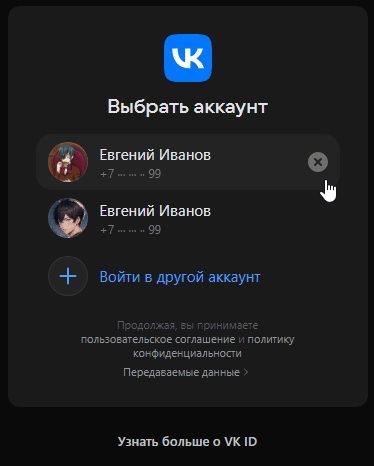 VK
Выбрать аккаунт
Евгений Иванов
+7 ··· ··· ·· 99
Евгений Иванов
+7 ··· ··· ·· 99
Войти в другой аккаунт
Продолжая, вы принимаете
пользовательское соглашение и политику
конфиденциальности
Передаваемые данные
Узнать больше о VK ID